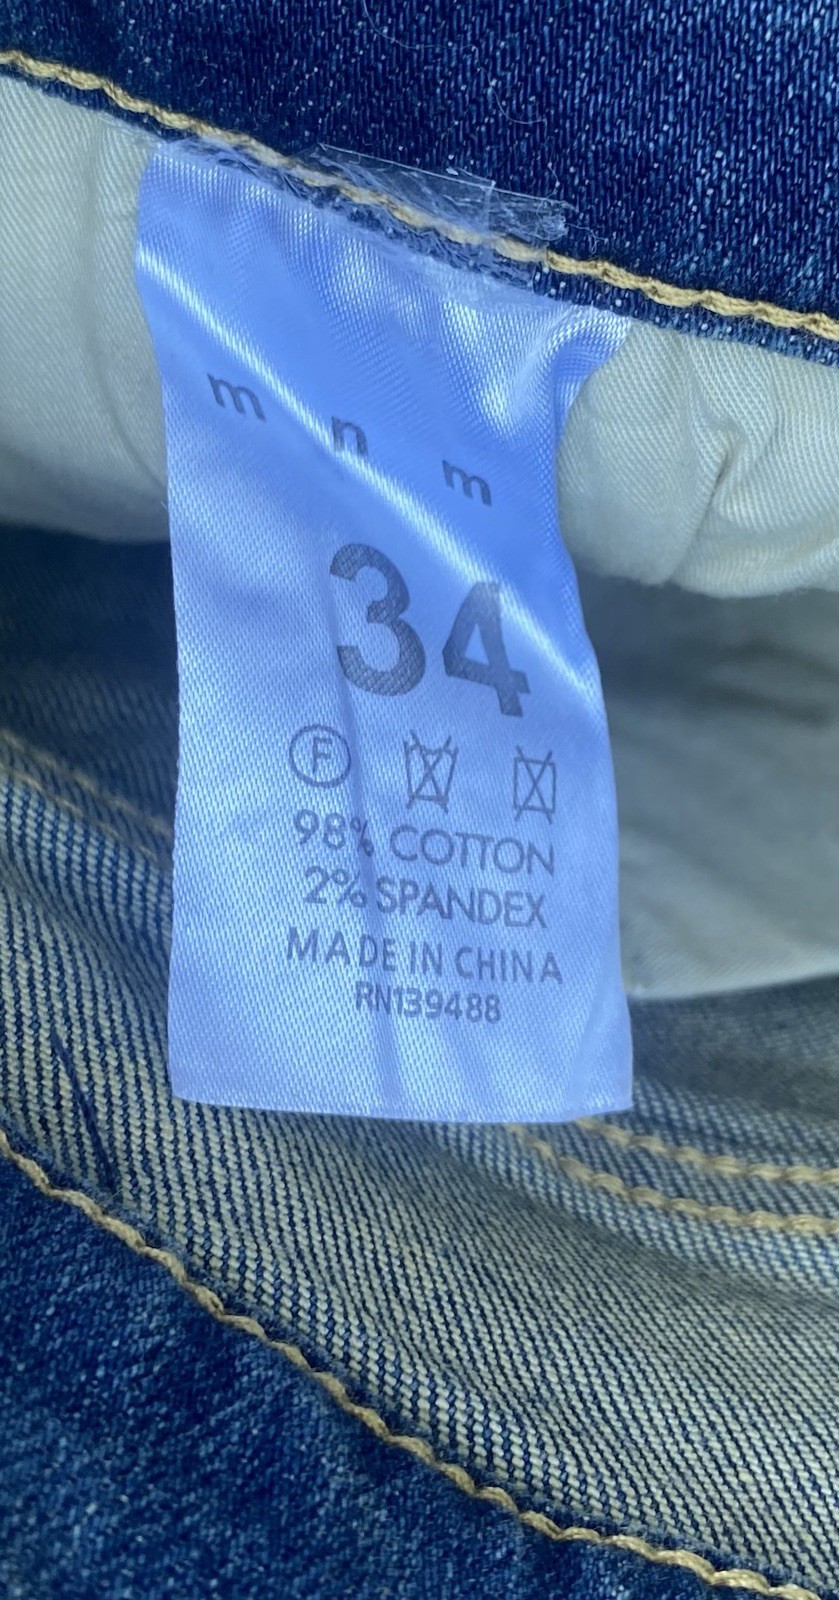 m n m
34
F
98% COTTON
2% SPANDEX
MADE IN CHINA
RN139488